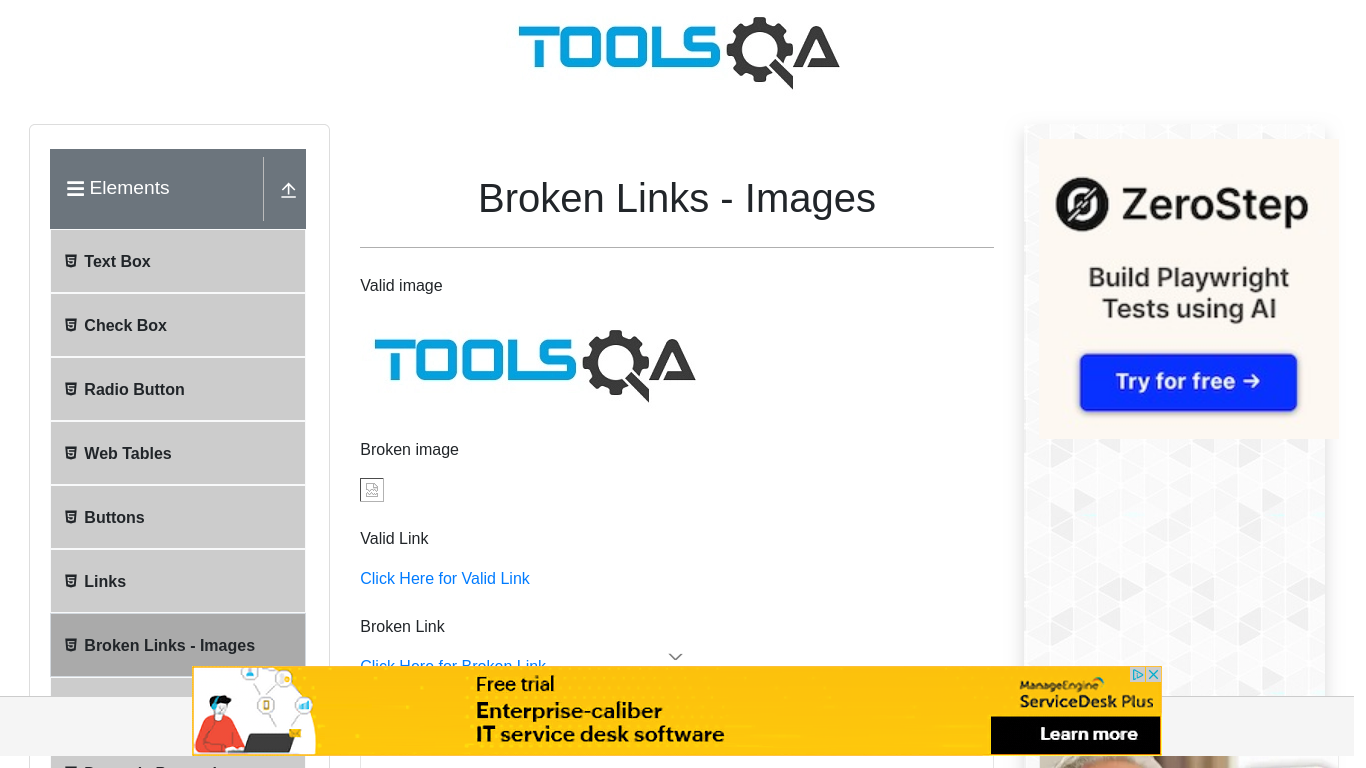 TOOLSQA
Elements
Text Box
Check Box
Radio Button
Web Tables
Buttons
Links
Broken Links - Images
Broken Links - Images
Valid image
TOOLSQA
Broken image
Valid Link
Click Here for Valid Link
Broken Link
Click Here for Broken Link
ZeroStep
Build Playwright
Tests using AI
Try for free →
Free trial
Enterprise-caliber
IT service desk software
ManageEngine
ServiceDesk Plus
Learn more